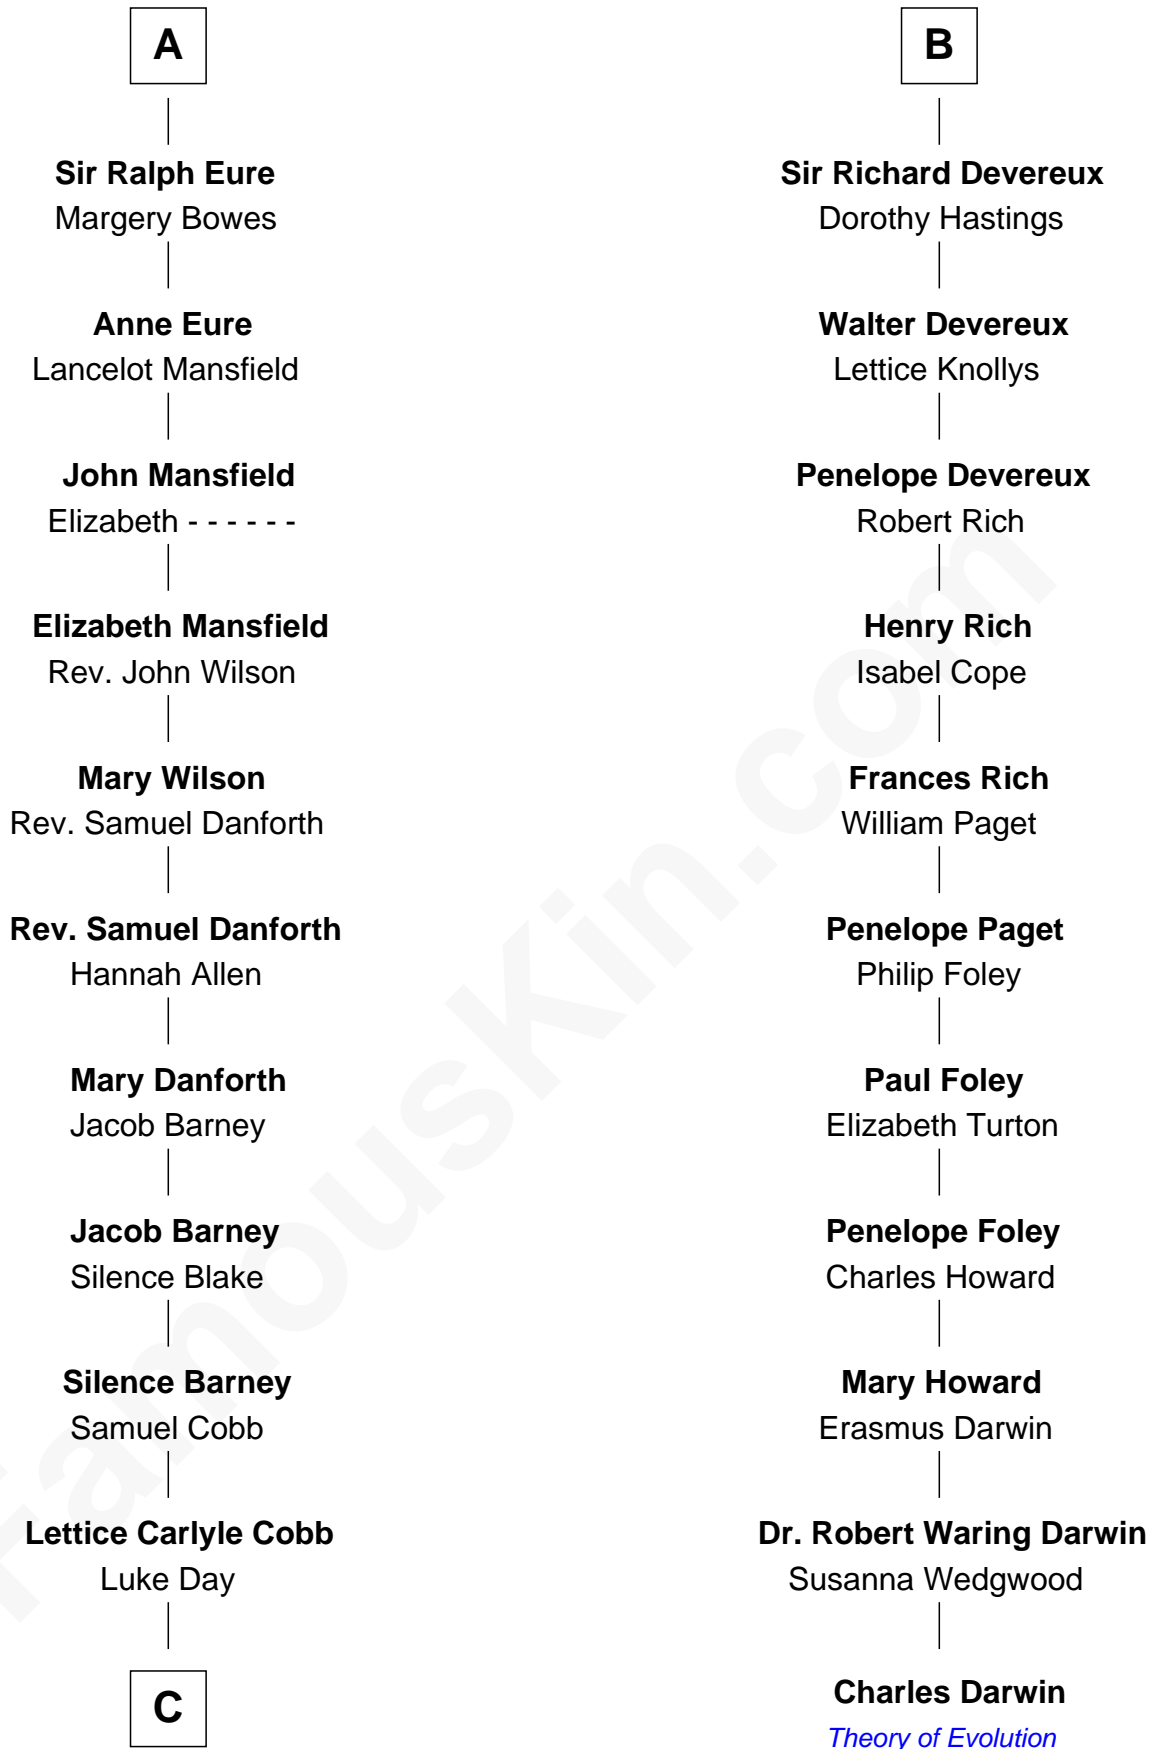 A
Sir Ralph Eure
Margery Bowes
Anne Eure
Lancelot Mansfield
John Mansfield
Elizabeth - - - - - -
Elizabeth Mansfield
Rev. John Wilson
Mary Wilson
Rev. Samuel Danforth
Rev. Samuel Danforth
Hannah Allen
Mary Danforth
Jacob Barney
Jacob Barney
Silence Blake
Silence Barney
Samuel Cobb
Lettice Carlyle Cobb
Luke Day
C
B
Sir Richard Devereux
Dorothy Hastings
Walter Devereux
Lettice Knollys
Penelope Devereux
Robert Rich
Henry Rich
Isabel Cope
Frances Rich
William Paget
Penelope Paget
Philip Foley
Paul Foley
Elizabeth Turton
Penelope Foley
Charles Howard
Mary Howard
Erasmus Darwin
Dr. Robert Waring Darwin
Susanna Wedgwood
Charles Darwin
Theory of Evolution
FamousKin.com